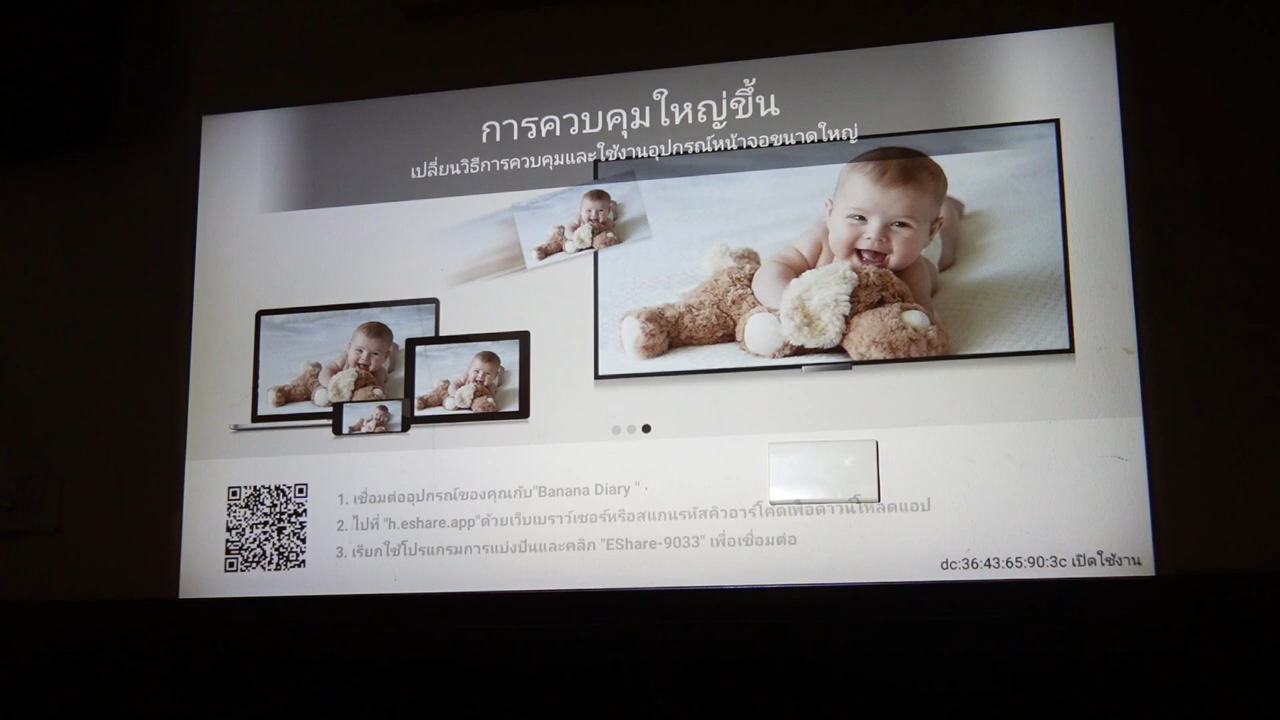 การควบคุมใหญ่ขึ้น
เปลี่ยนวิธีการควบคุมและใช้งานอุปกรณ์หน้าจอขนาดใหญ่
1. เชื่อมต่ออุปกรณ์ของคุณกับ"Banana Diary "
2. ไปที่ "h.eshare.app"ด้วยเว็บเบราว์เซอร์หรือสแกนรหัสคิวอาร์โค้ดเพื่อดาวน์โหลดแอป
3. เรียกใช้โปรแกรมการแบ่งปันและคลิก "EShare-9033" เพื่อเชื่อมต่อ
dc:36:43:65:90:3c เปิดใช้งาน